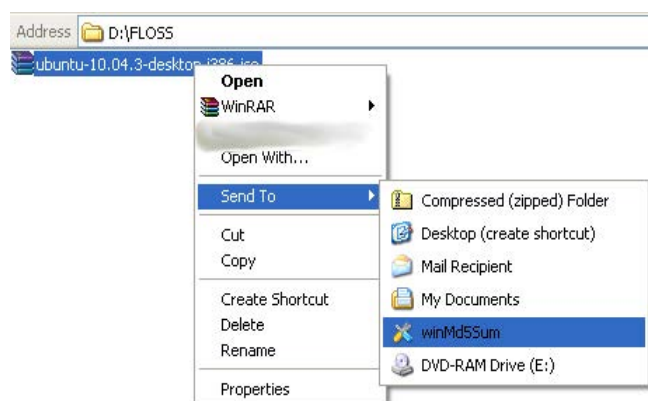 Address D:\FLOSS
ubuntu-10.04.3-desktop-i386.iso
Open
WinRAR
Open With...
Send To
Compressed (zipped) Folder
Cut
Desktop (create shortcut)
Copy
Mail Recipient
Create Shortcut
My Documents
Delete
winMd5Sum
Rename
DVD-RAM Drive (E:)
Properties